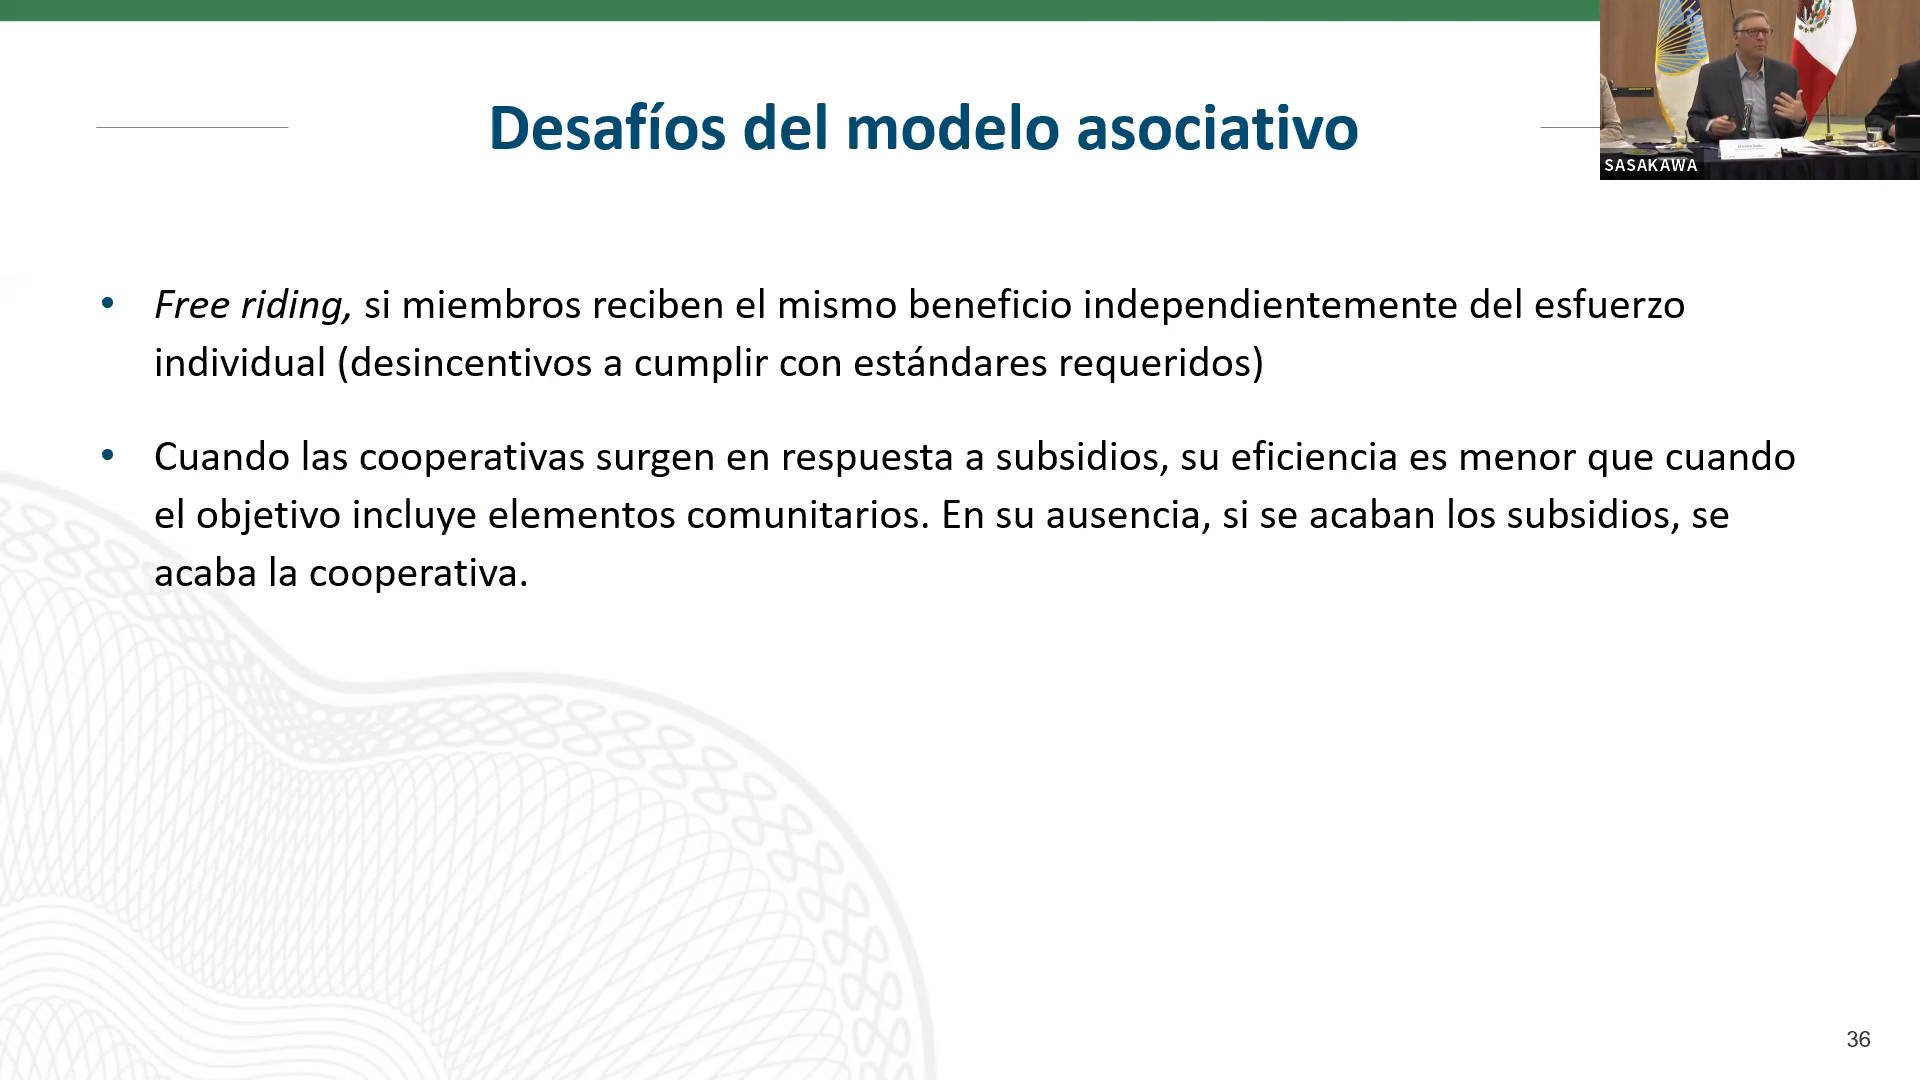 Desafíos del modelo asociativo
SASAKAWA
• Free riding, si miembros reciben el mismo beneficio independientemente del esfuerzo
individual (desincentivos a cumplir con estándares requeridos)
• Cuando las cooperativas surgen en respuesta a subsidios, su eficiencia es menor que cuando
el objetivo incluye elementos comunitarios. En su ausencia, si se acaban los subsidios, se
acaba la cooperativa.
36